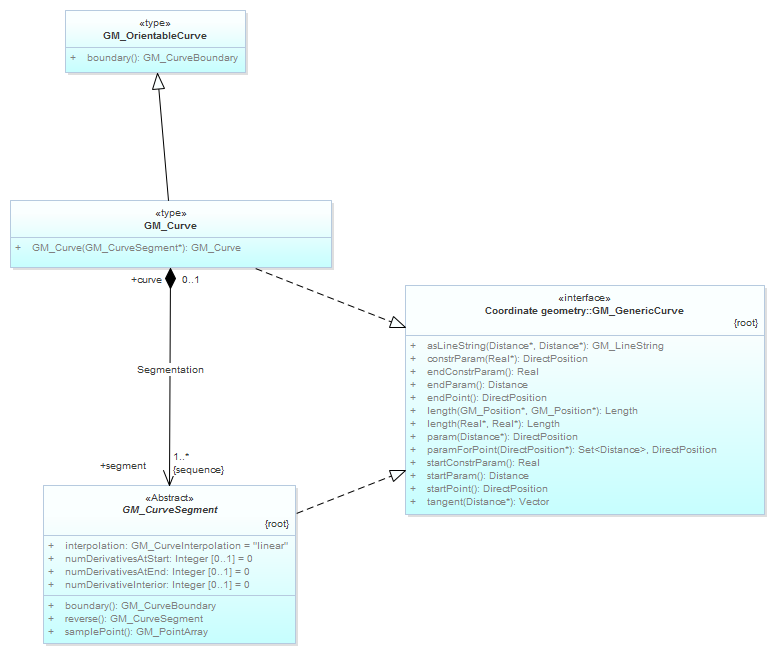 «type»
GM_OrientableCurve
+ boundary(): GM_CurveBoundary
«type»
GM_Curve
+ GM_Curve(GM_CurveSegment*): GM_Curve
+curve 0..1
Segmentation
+segment 1..*
{sequence}
«Abstract»
GM_CurveSegment
{root}
+ interpolation: GM_CurveInterpolation = "linear"
+ numDerivativesAtStart: Integer [0..1] = 0
+ numDerivativesAtEnd: Integer [0..1] = 0
+ numDerivativeInterior: Integer [0..1] = 0
+ boundary(): GM_CurveBoundary
+ reverse(): GM_CurveSegment
+ samplePoint(): GM_PointArray
«interface»
Coordinate geometry::GM_GenericCurve
{root}
+ asLineString(Distance*, Distance*): GM_LineString
+ constrParam(Real*): DirectPosition
+ endConstrParam(): Real
+ endParam(): Distance
+ endPoint(): DirectPosition
+ length(GM_Position*, GM_Position*): Length
+ length(Real*, Real*): Length
+ param(Distance*): DirectPosition
+ paramForPoint(DirectPosition*): Set<Distance>, DirectPosition
+ startConstrParam(): Real
+ startParam(): Distance
+ startPoint(): DirectPosition
+ tangent(Distance*): Vector